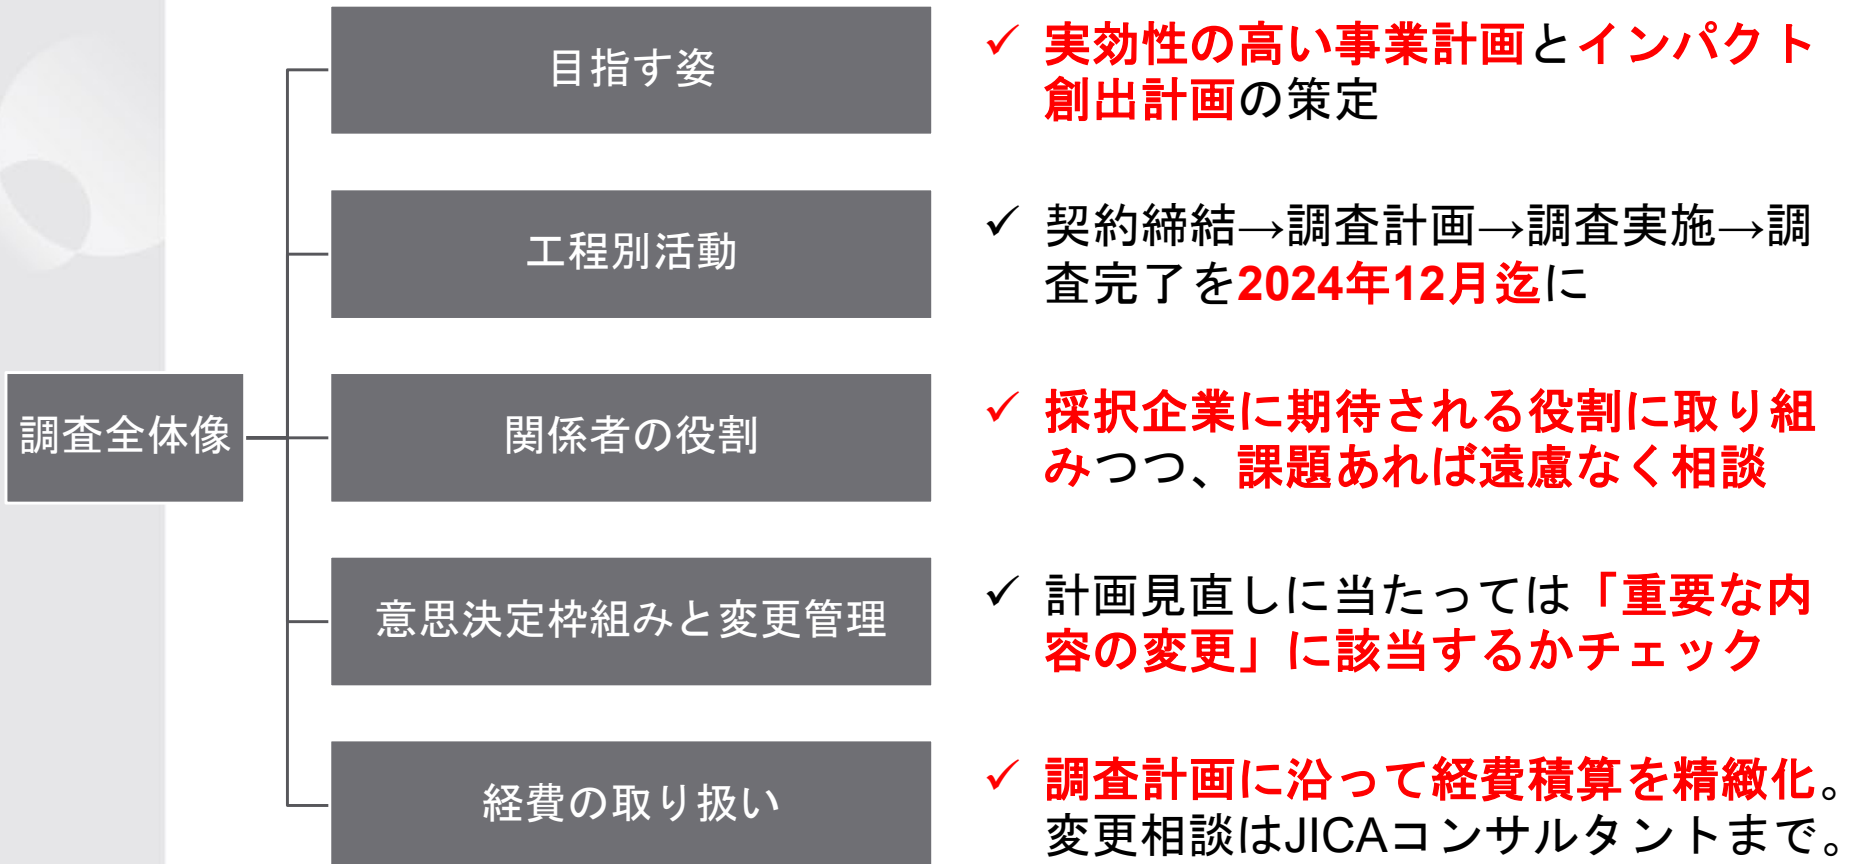 目指す姿
✓ 実効性の高い事業計画とインパクト
創出計画の策定
工程別活動
✓ 契約締結→調査計画→調査実施→調
査完了を2024年12月迄に
調査全体像
関係者の役割
✓ 採択企業に期待される役割に取り組
みつつ、課題あれば遠慮なく相談
意思決定枠組みと変更管理
✓ 計画見直しに当たっては「重要な内
容の変更」に該当するかチェック
経費の取り扱い
✓ 調査計画に沿って経費積算を精緻化。
変更相談はJICAコンサルタントまで。